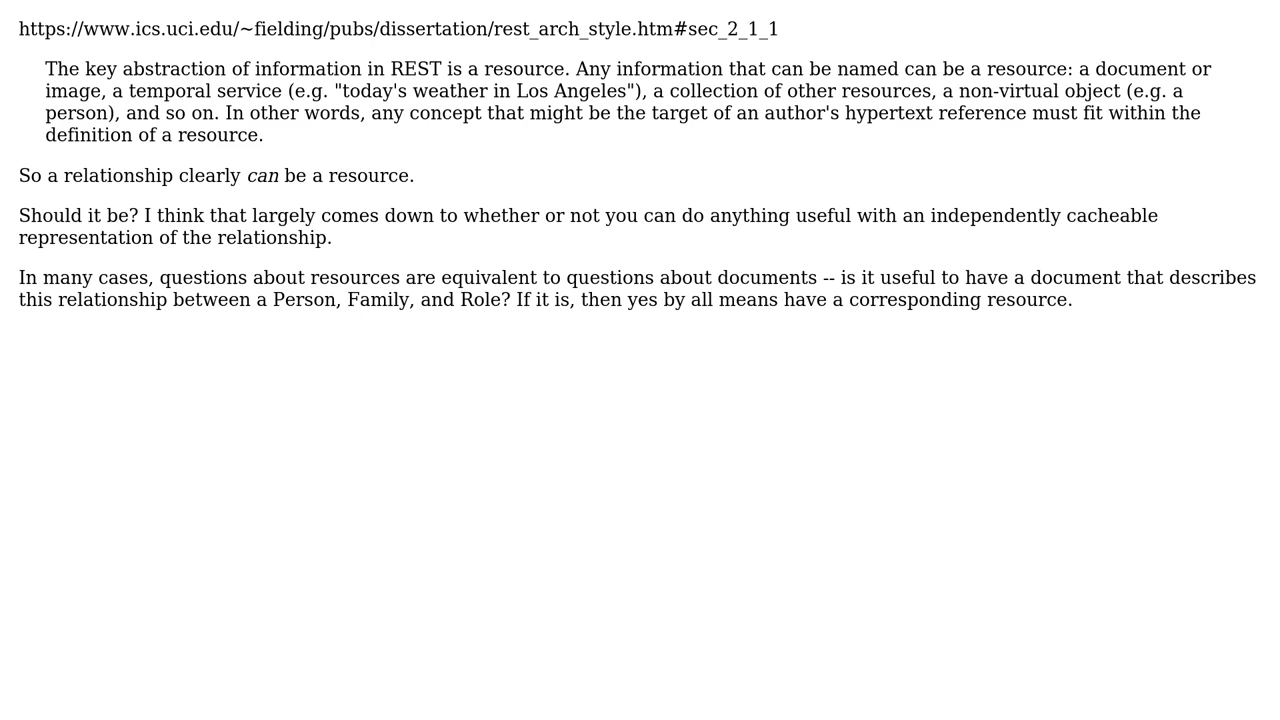 https://www.ics.uci.edu/~fielding/pubs/dissertation/rest_arch_style.htm#sec_2_1_1
The key abstraction of information in REST is a resource. Any information that can be named can be a resource: a document or
image, a temporal service (e.g. "today's weather in Los Angeles"), a collection of other resources, a non-virtual object (e.g. a
person), and so on. In other words, any concept that might be the target of an author's hypertext reference must fit within the
definition of a resource.
So a relationship clearly can be a resource.
Should it be? I think that largely comes down to whether or not you can do anything useful with an independently cacheable
representation of the relationship.
In many cases, questions about resources are equivalent to questions about documents -- is it useful to have a document that describes
this relationship between a Person, Family, and Role? If it is, then yes by all means have a corresponding resource.